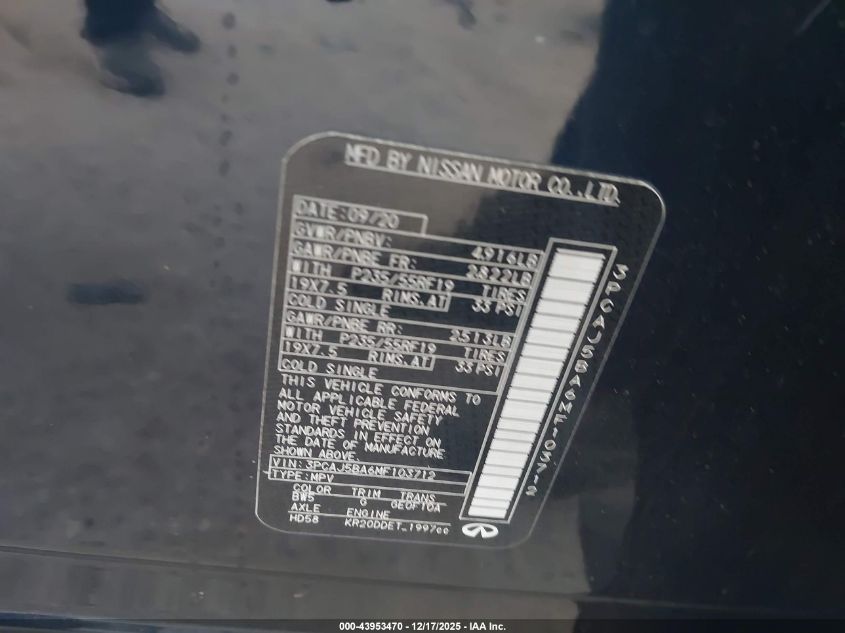 MFD BY NISSAN MOTOR CO.,LTD.
DATE:09/20
GVWR/PNBV: 4916LB
GAWR/PNBE FR: 2822LB
WITH P235/55RF19 TIRES
19X7.5 RIMS.AT 33 PSI
COLD SINGLE
GAWR/PNBE RR: 2513LB
WITH P235/55RF19 TIRES
19X7.5 RIMS.AT 33 PSI
COLD SINGLE
THIS VEHICLE CONFORMS TO
ALL APPLICABLE FEDERAL
MOTOR VEHICLE SAFETY
AND THEFT PREVENTION
STANDARDS IN EFFECT ON
THE DATE OF MANUFACTURE
SHOWN ABOVE.
VIN: 3PCAJ5BA6MF103712
TYPE:MPV
COLOR TRIM TRANS
BW5 G GE0F10A
AXLE ENGINE
HD58 KR20DDET_1997cc
3PCAJ5BA6MF103712
000-43953470 - 12/17/2025 - IAA Inc.